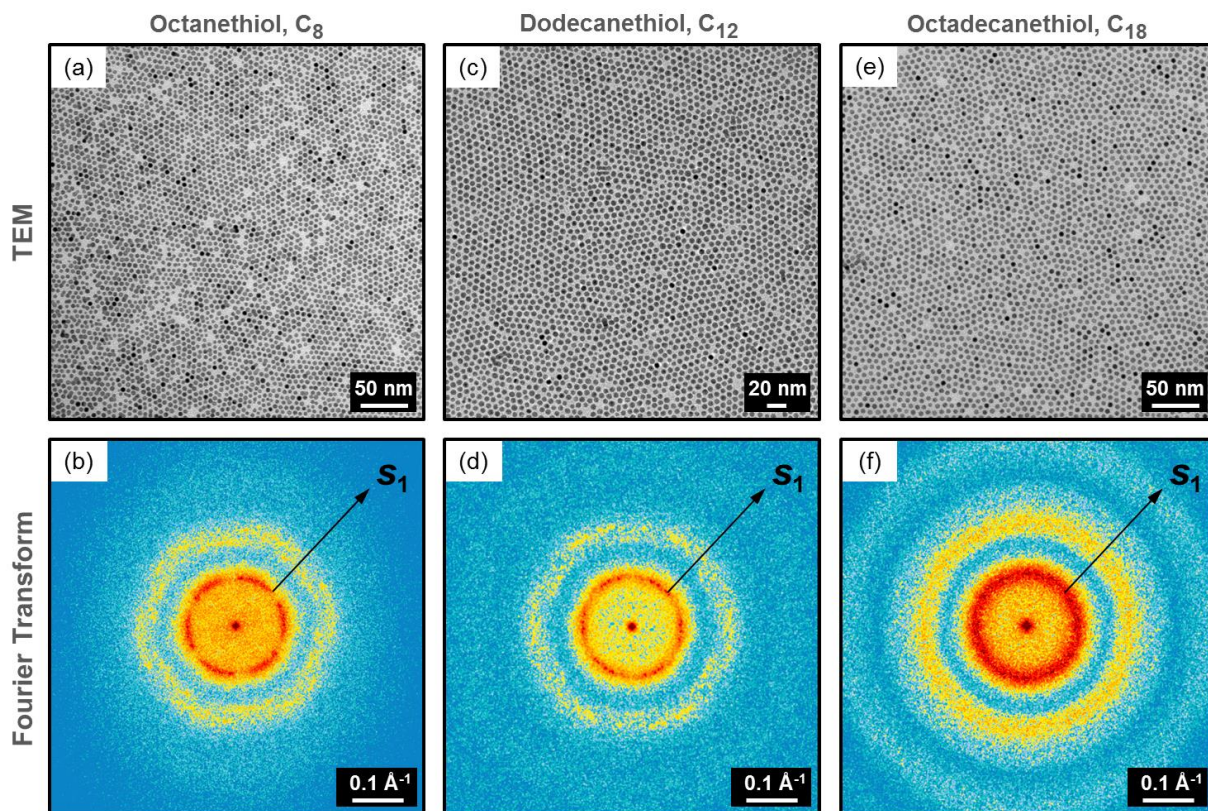 Octanethiol, C8
Dodecanethiol, C12
Octadecanethiol, C18
TEM
(a)
50 nm
(c)
20 nm
(e)
50 nm
Fourier Transform
(b)
S1
0.1 Å-1
(d)
S1
0.1 Å-1
(f)
S1
0.1 Å-1